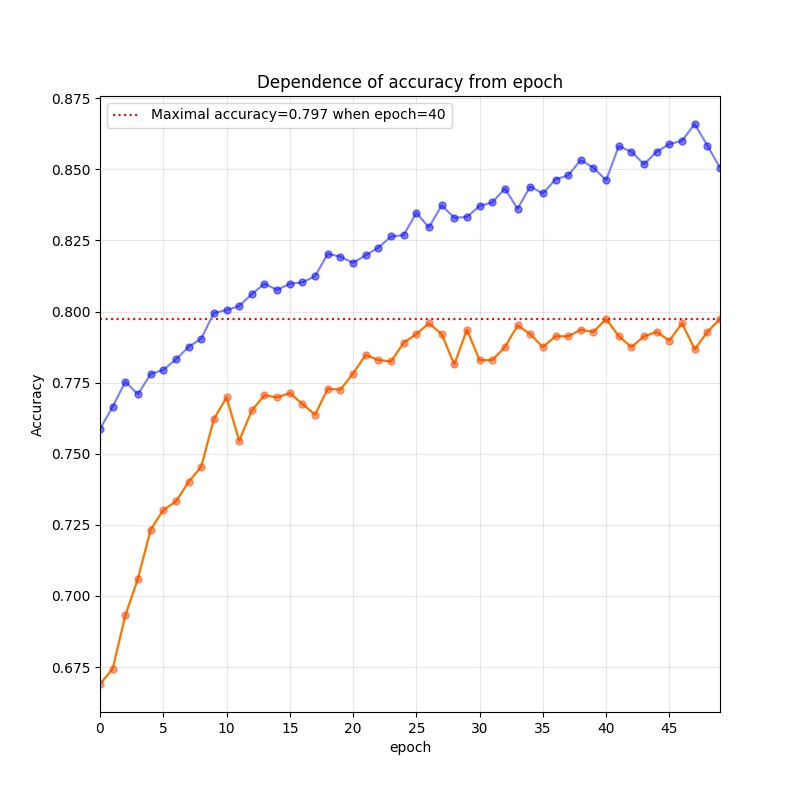 Dependence of accuracy from epoch
Maximal accuracy=0.797 when epoch=40
Accuracy
0.875
0.850
0.825
0.800
0.775
0.750
0.725
0.700
0.675
0 5 10 15 20 25 30 35 40 45
epoch